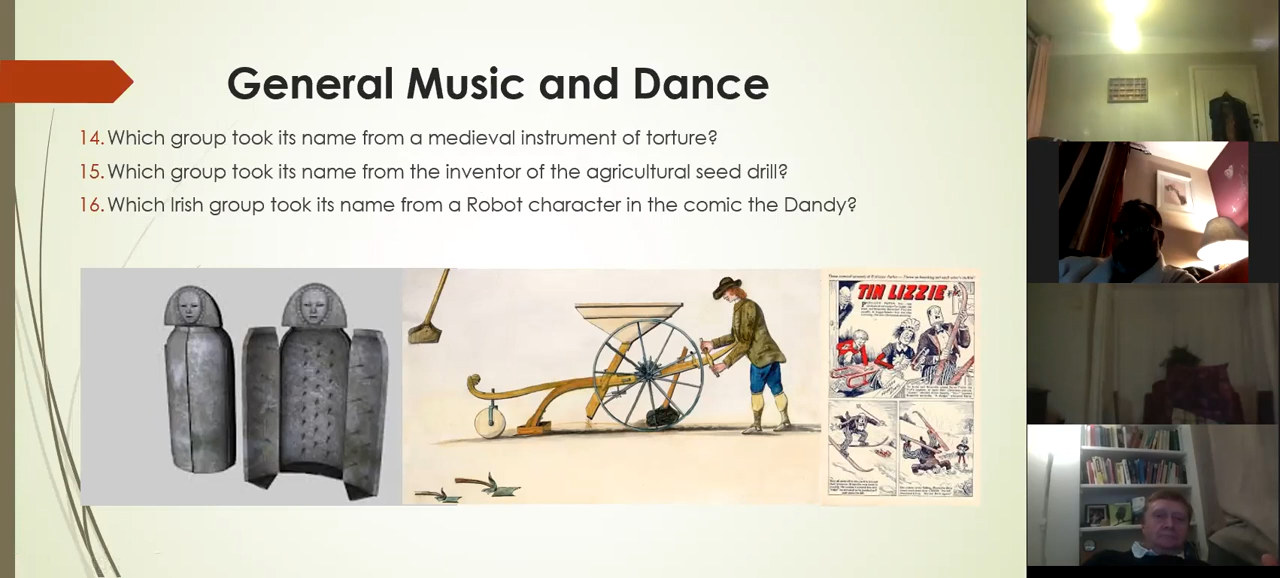 General Music and Dance
14. Which group took its name from a medieval instrument of torture?
15. Which group took its name from the inventor of the agricultural seed drill?
16. Which Irish group took its name from a Robot character in the comic the Dandy?
TIN LIZZIE